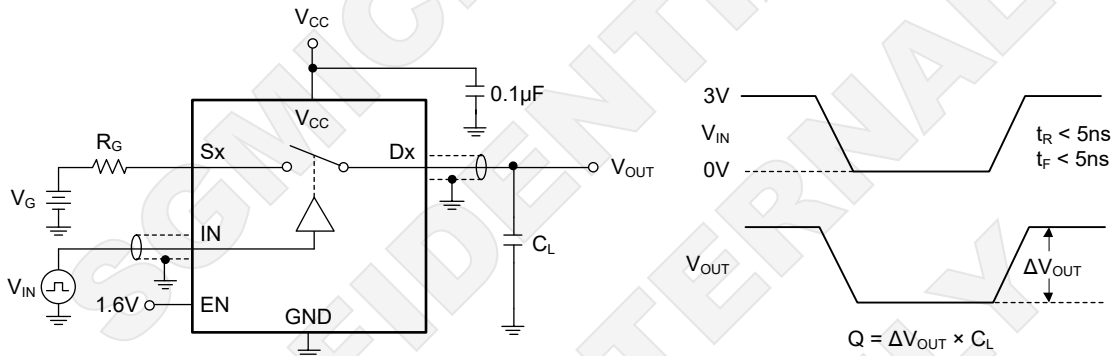 VCC
VCC
0.1µF
RG
Sx
Dx
VOUT
VG
IN
CL
VIN
1.6V
EN
GND
3V
VIN
0V
tR < 5ns
tF < 5ns
VOUT
ΔVOUT
Q = ΔVOUT × CL